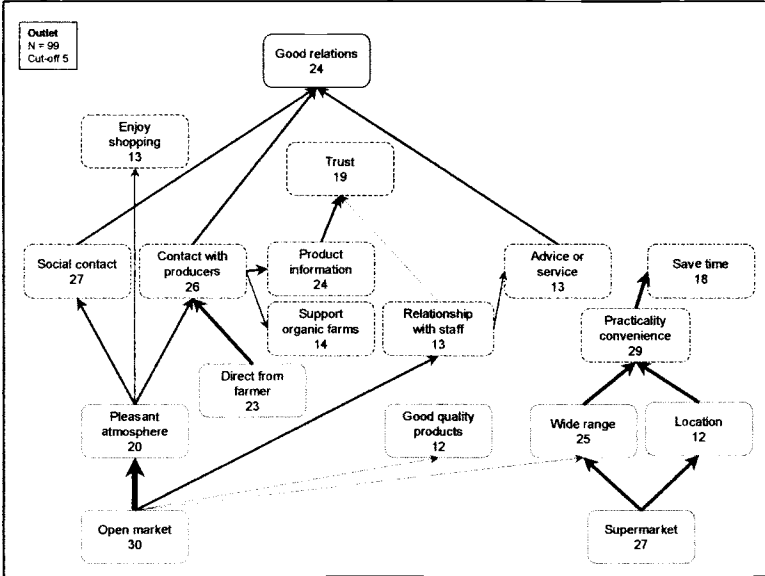 Outlet
N = 99
Cut-off 5
Good relations
24
Enjoy
shopping
13
Trust
19
Social contact
27
Contact with
producers
26
Product
information
24
Advice or
service
13
Save time
18
Support
organic farms
14
Relationship
with staff
13
Practicality
convenience
29
Direct from
farmer
23
Pleasant
atmosphere
20
Good quality
products
12
Wide range
25
Location
12
Open market
30
Supermarket
27